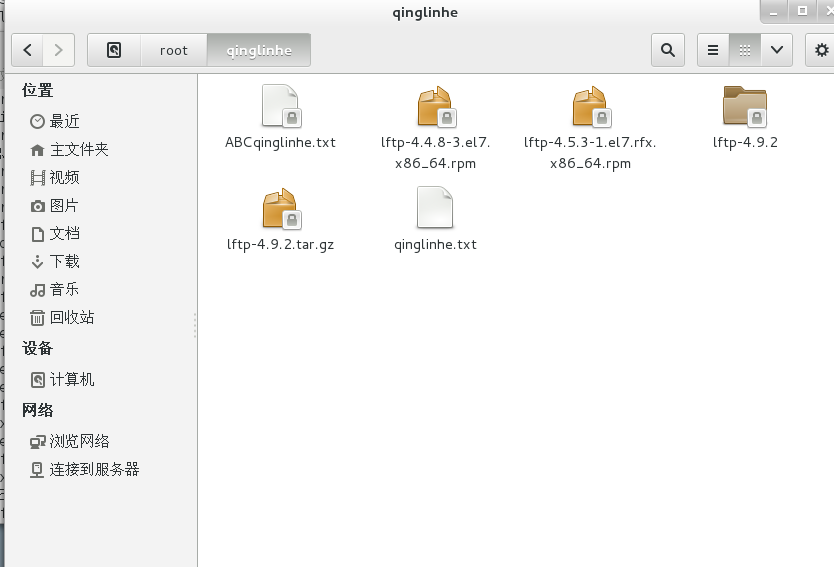 qinglinhe
root
qinglinhe
位置
最近
主文件夹
视频
图片
文档
下载
音乐
回收站
设备
计算机
网络
浏览网络
连接到服务器
ABCqinglinhe.txt
lftp-4.4.8-3.el7.
x86_64.rpm
lftp-4.5.3-1.el7.rfx.
x86_64.rpm
lftp-4.9.2
lftp-4.9.2.tar.gz
qinglinhe.txt